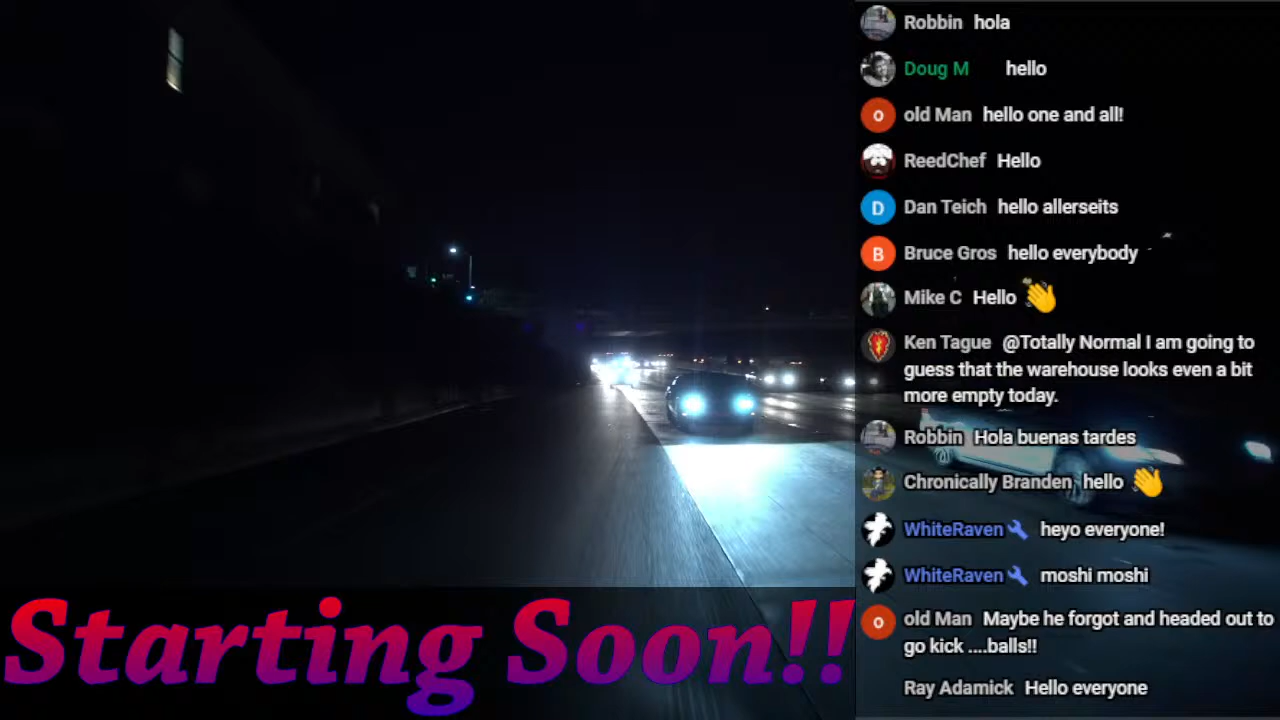 Robbin hola
Doug M hello
o old Man hello one and all!
ReedChef Hello
D Dan Teich hello allerseits
B Bruce Gros hello everybody
Mike C Hello 👋
Ken Tague @Totally Normal I am going to
guess that the warehouse looks even a bit
more empty today.
Robbin Hola buenas tardes
Chronically Branden hello 👋
WhiteRaven heyo everyone!
WhiteRaven moshi moshi
o old Man Maybe he forgot and headed out to
go kick ....balls!!
Ray Adamick Hello everyone
Starting Soon!!